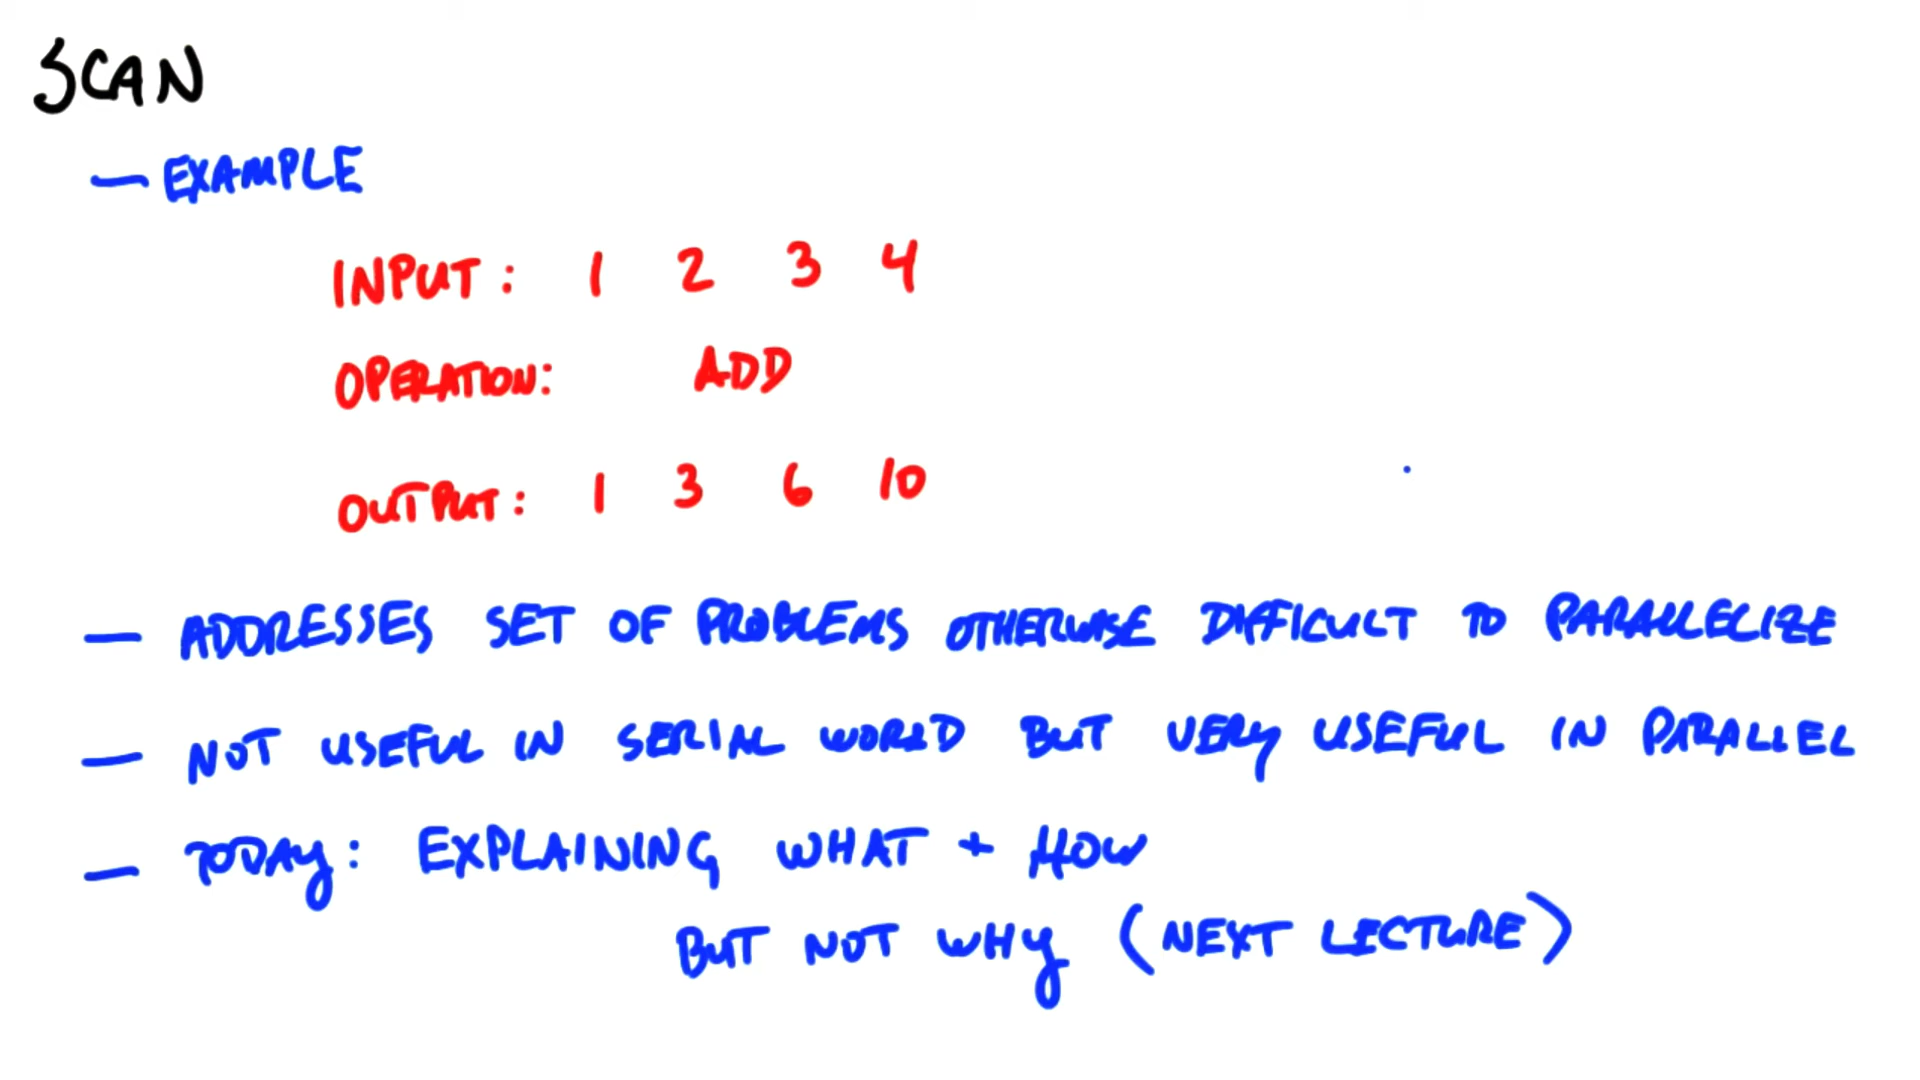 SCAN
— EXAMPLE
INPUT: 1 2 3 4
OPERATION: ADD
OUTPUT: 1 3 6 10
— ADDRESSES SET OF PROBLEMS OTHERWISE DIFFICULT TO PARALLELIZE
— NOT USEFUL IN SERIAL WORLD BUT VERY USEFUL IN PARALLEL
— TODAY: EXPLAINING WHAT + HOW
BUT NOT WHY (NEXT LECTURE)